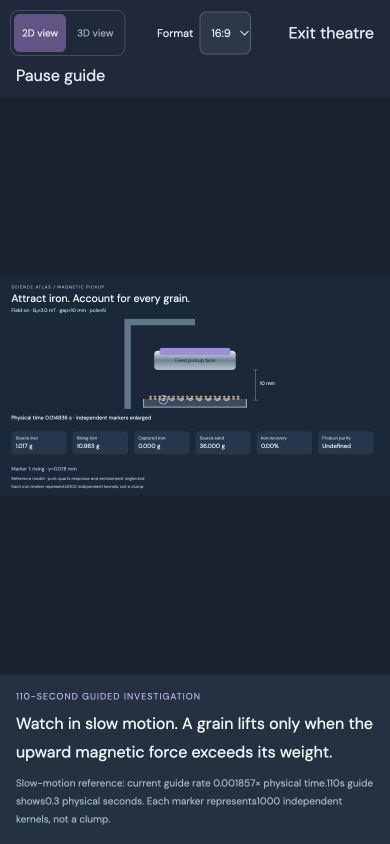 2D view 3D view Format 16:9 Exit theatre
Pause guide
SCIENCE ATLAS / MAGNETIC PICKUP
Attract iron. Account for every grain.
Field on · B₀=3.0 mT · gap=10 mm · pole=N
Fixed pickup face
10 mm
Physical time 0.014836 s · independent markers enlarged
Source iron Rising iron Captured iron Source sand Iron recovery Product purity
1.017 g 10.983 g 0.000 g 36.000 g 0.00% Undefined
Marker 1: rising · y=0.078 mm
Reference model · pure quartz response and entrainment neglected
Each iron marker represents1000 independent kernels, not a clump.
110-SECOND GUIDED INVESTIGATION
Watch in slow motion. A grain lifts only when the
upward magnetic force exceeds its weight.
Slow-motion reference: current guide rate 0.001857× physical time.110s guide
shows0.3 physical seconds. Each marker represents1000 independent
kernels, not a clump.